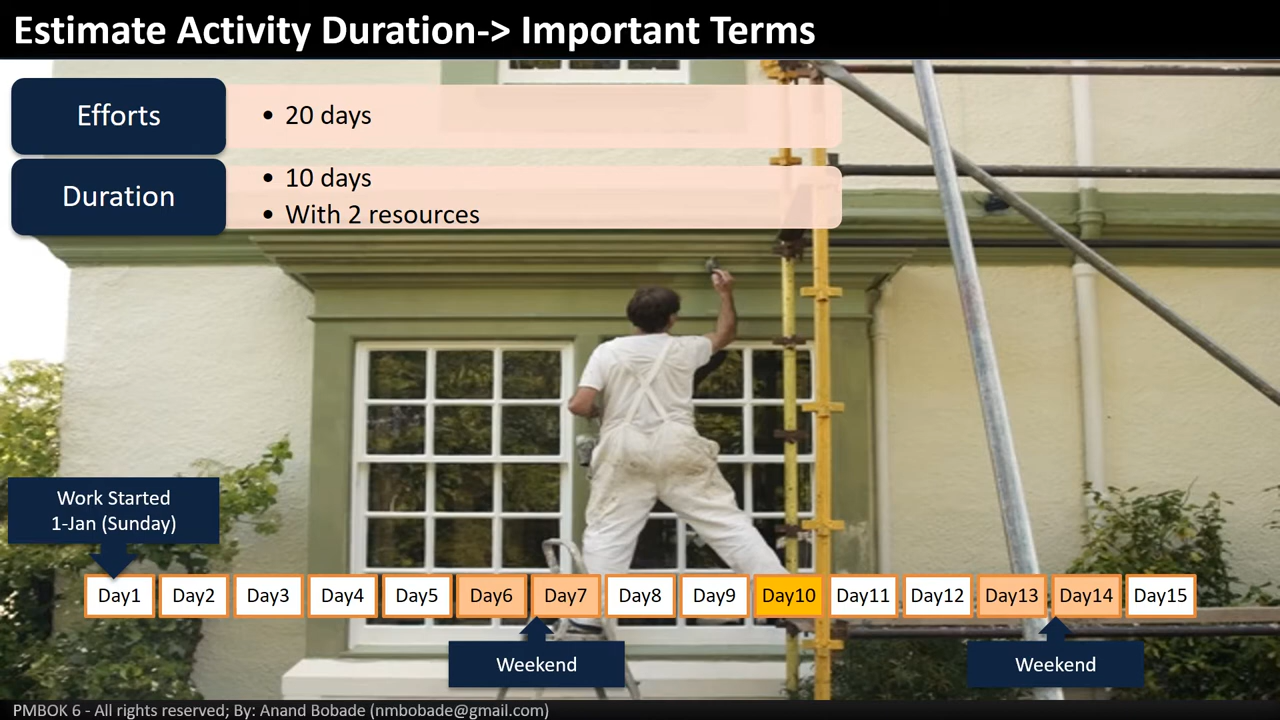 Estimate Activity Duration-> Important Terms
Efforts
• 20 days
Duration
• 10 days
• With 2 resources
Work Started
1-Jan (Sunday)
Day1 Day2 Day3 Day4 Day5 Day6 Day7 Day8 Day9 Day10 Day11 Day12 Day13 Day14 Day15
Weekend
Weekend
PMBOK 6 - All rights reserved; By: Anand Bobade (nmbobade@gmail.com)